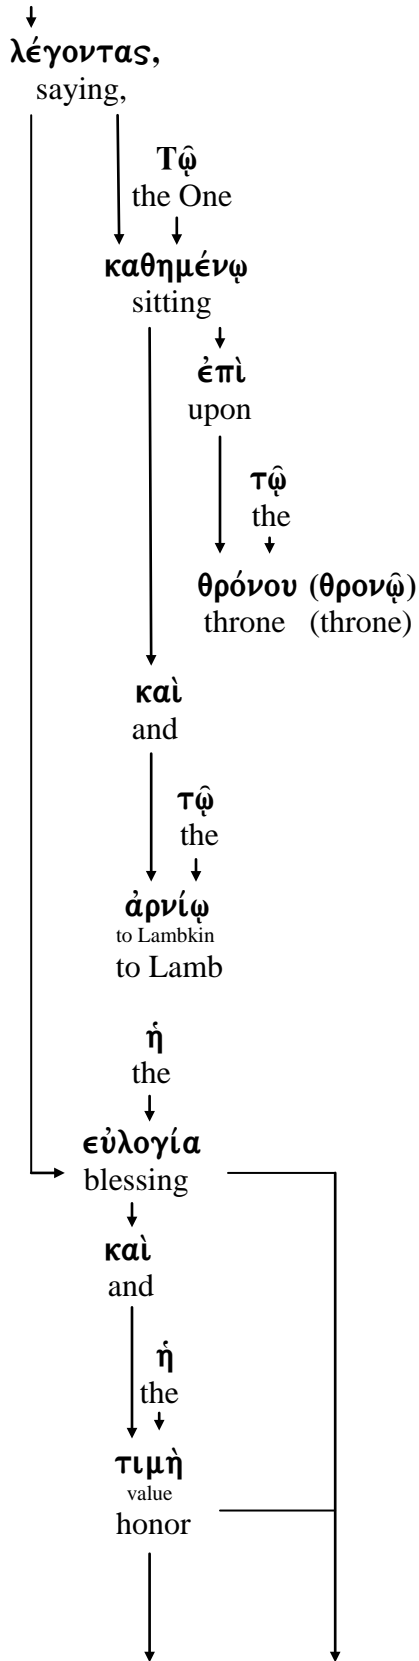 λέγοντας,
saying,
Τῷ
the One
καθημένῳ
sitting
ἐπὶ
upon
τῷ
the
θρόνου (θρονῷ)
throne (throne)
καὶ
and
τῷ
the
ἀρνίῳ
to Lambkin
to Lamb
ἡ
the
εὐλογία
blessing
καὶ
and
ἡ
the
τιμὴ
value
honor